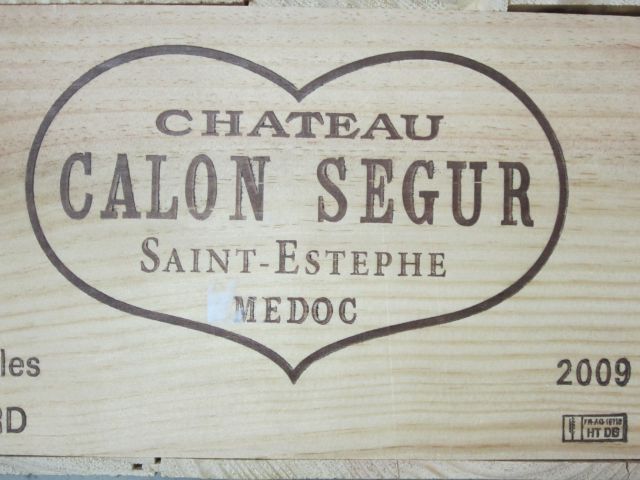 CHATEAU
CALON SEGUR
SAINT-ESTEPHE
MEDOC
les
2009
RD
HT DB